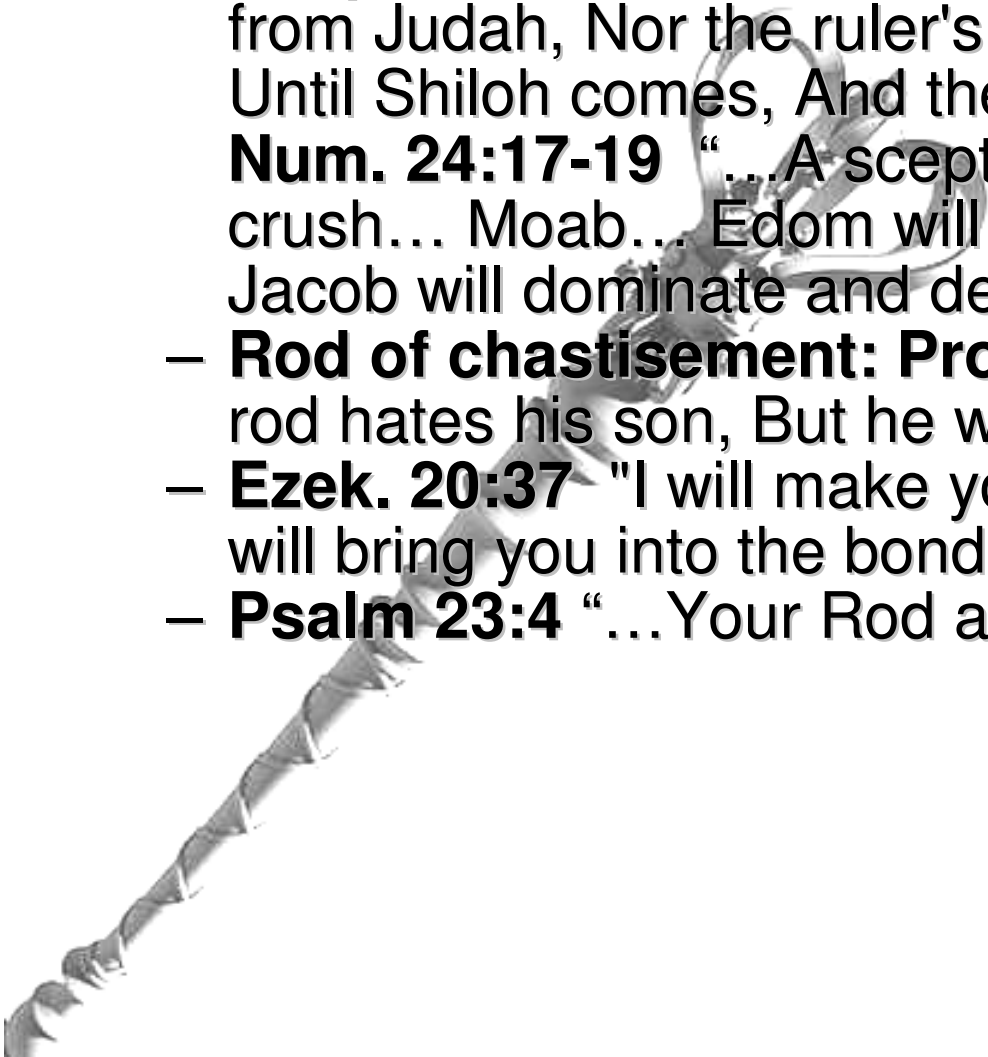 from Judah, Nor the ruler's
Until Shiloh comes, And the
Num. 24:17-19 “…A scept
crush… Moab… Edom will
Jacob will dominate and de
– Rod of chastisement: Pro
rod hates his son, But he w
– Ezek. 20:37 "I will make yo
will bring you into the bond
– Psalm 23:4 “…Your Rod a